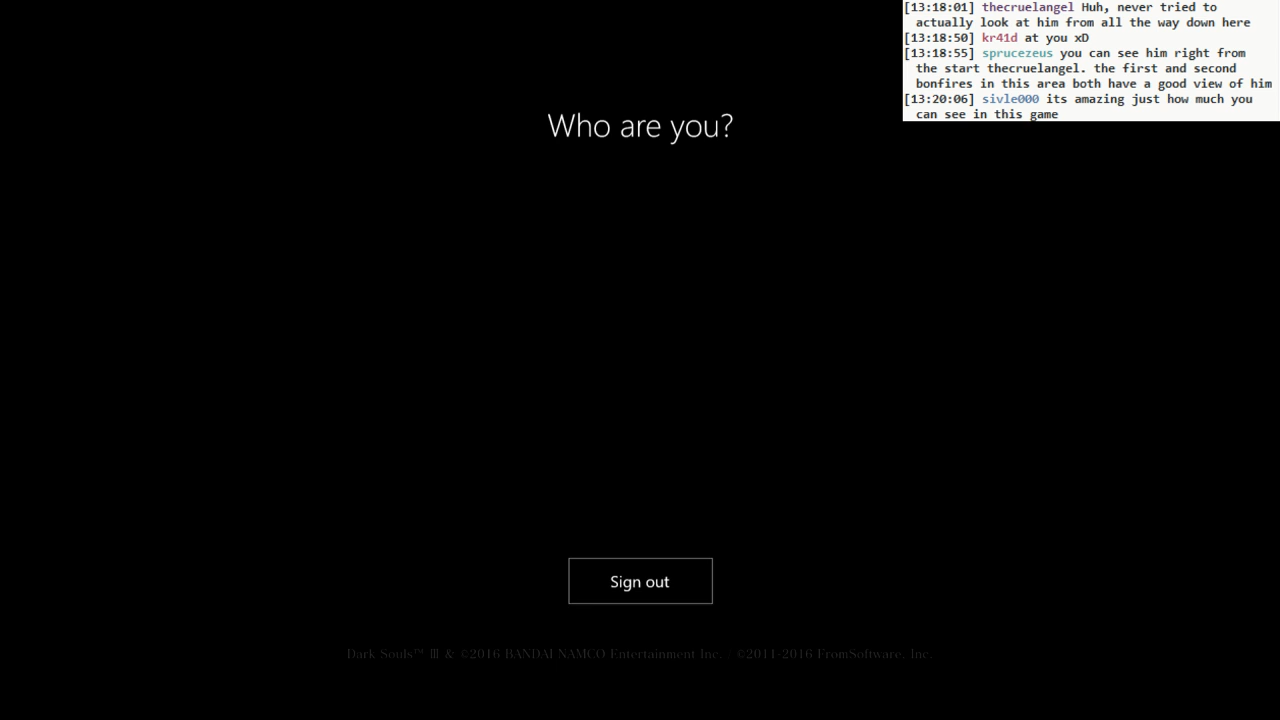 [13:18:01] thecruelangel Huh, never tried to
actually look at him from all the way down here
[13:18:50] kr41d at you xD
[13:18:55] sprucezeus you can see him right from
the start thecruelangel. the first and second
bonfires in this area both have a good view of him
[13:20:06] sivle000 its amazing just how much you
can see in this game
Who are you?
Sign out
Dark Souls™ III & ©2016 BANDAI NAMCO Entertainment Inc. / ©2011-2016 FromSoftware, Inc.